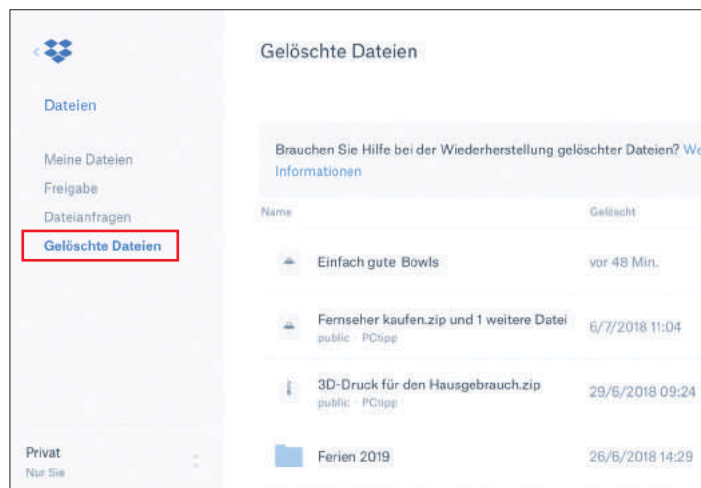 Gelöschte Dateien
Dateien
Meine Dateien
Freigabe
Dateianfragen
Gelöschte Dateien
Privat
Nur Sie
Brauchen Sie Hilfe bei der Wiederherstellung gelöschter Dateien? We
Informationen
Name Gelöscht
Einfach gute Bowls vor 48 Min.
Fernseher kaufen.zip und 1 weitere Datei 6/7/2018 11:04
public · PCtipp
3D-Druck für den Hausgebrauch.zip 29/6/2018 09:24
public · PCtipp
Ferien 2019 26/6/2018 14:29